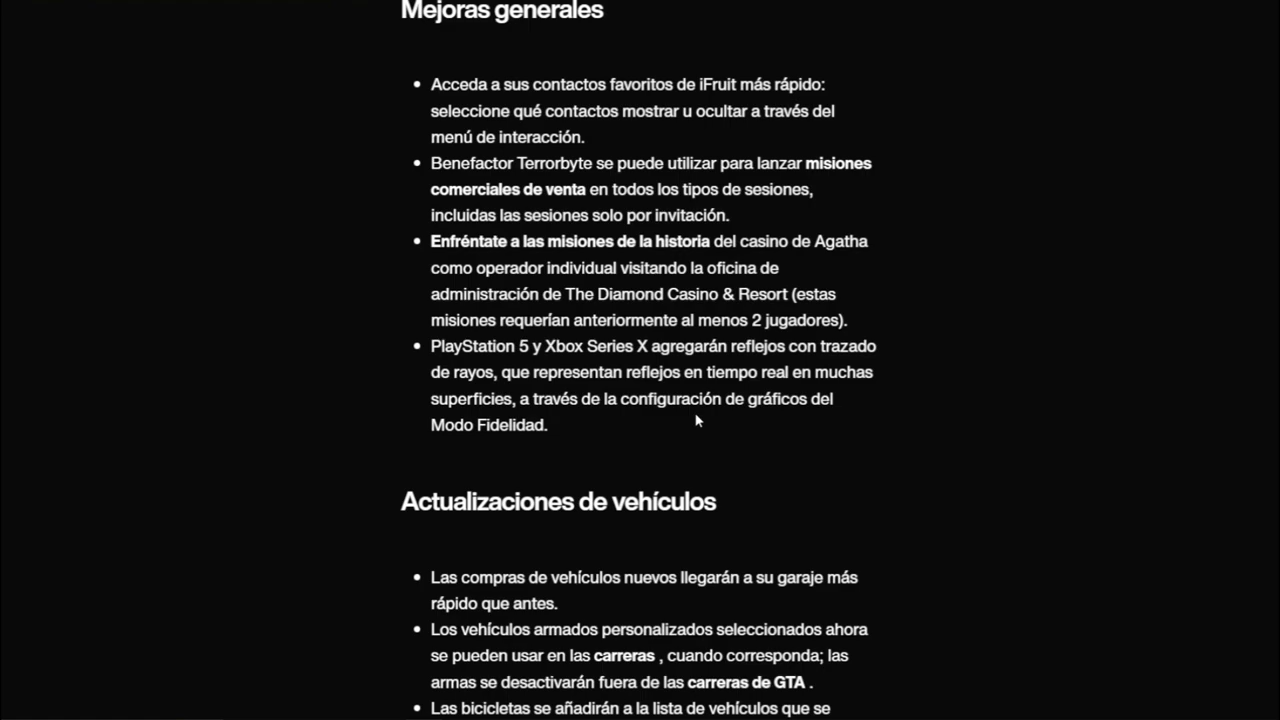 Mejoras generales
Acceda a sus contactos favoritos de iFruit más rápido:
seleccione qué contactos mostrar u ocultar a través del
menú de interacción.
Benefactor Terrorbyte se puede utilizar para lanzar misiones
comerciales de venta en todos los tipos de sesiones,
incluidas las sesiones solo por invitación.
Enfréntate a las misiones de la historia del casino de Agatha
como operador individual visitando la oficina de
administración de The Diamond Casino & Resort (estas
misiones requerían anteriormente al menos 2 jugadores).
PlayStation 5 y Xbox Series X agregarán reflejos con trazado
de rayos, que representan reflejos en tiempo real en muchas
superficies, a través de la configuración de gráficos del
Modo Fidelidad.
Actualizaciones de vehículos
Las compras de vehículos nuevos llegarán a su garaje más
rápido que antes.
Los vehículos armados personalizados seleccionados ahora
se pueden usar en las carreras , cuando corresponda; las
armas se desactivarán fuera de las carreras de GTA .
Las bicicletas se añadirán a la lista de vehículos que se